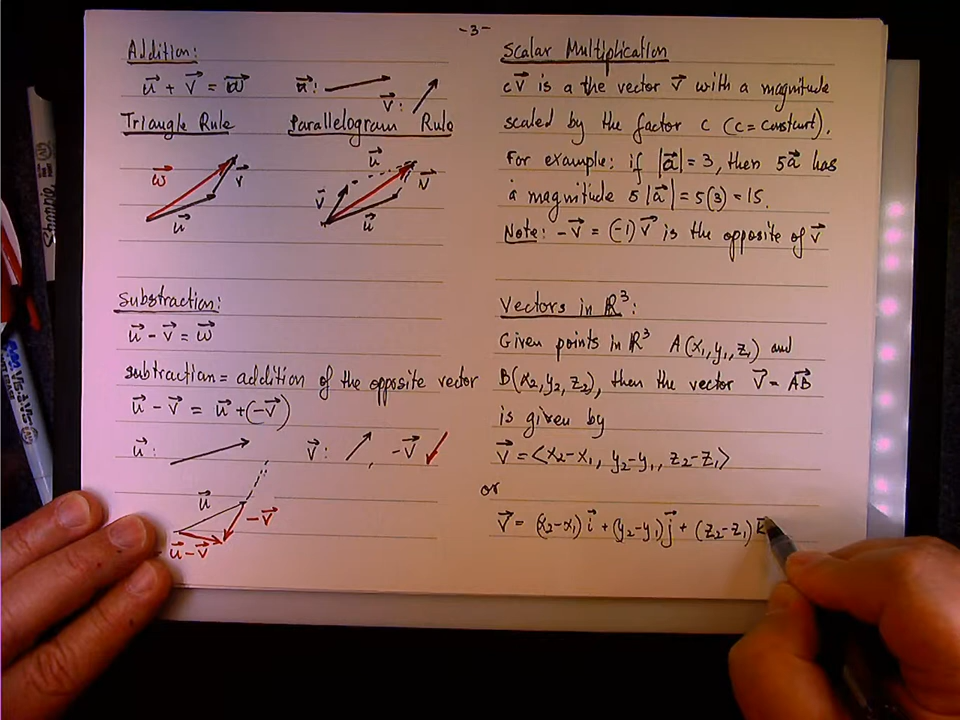 -3-
Addition:
u⃗ + v⃗ = w⃗
u⃗:
v⃗:
Triangle Rule
Parallelogram Rule
w⃗
v⃗
u⃗
u⃗
v⃗
v⃗
u⃗
Substraction:
u⃗ - v⃗ = w⃗
subtraction = addition of the opposite vector
u⃗ - v⃗ = u⃗ + (-v⃗)
u⃗:
v⃗:
-v⃗
u⃗
-v⃗
u⃗-v⃗
Scalar Multiplication
cv⃗ is a the vector v⃗ with a magnitude
scaled by the factor c (c = constant).
For example: if |a⃗| = 3, then 5a⃗ has
a magnitude 5|a⃗| = 5(3) = 15.
Note: -v⃗ = (-1)v⃗ is the opposite of v⃗
Vectors in ℝ³:
Given points in ℝ³ A(x₁, y₁, z₁) and
B(x₂, y₂, z₂), then the vector v⃗ = AB⃗
is given by
v⃗ = <x₂-x₁, y₂-y₁, z₂-z₁>
or
v⃗ = (x₂-x₁) i⃗ + (y₂-y₁) j⃗ + (z₂-z₁) k
Sharpie